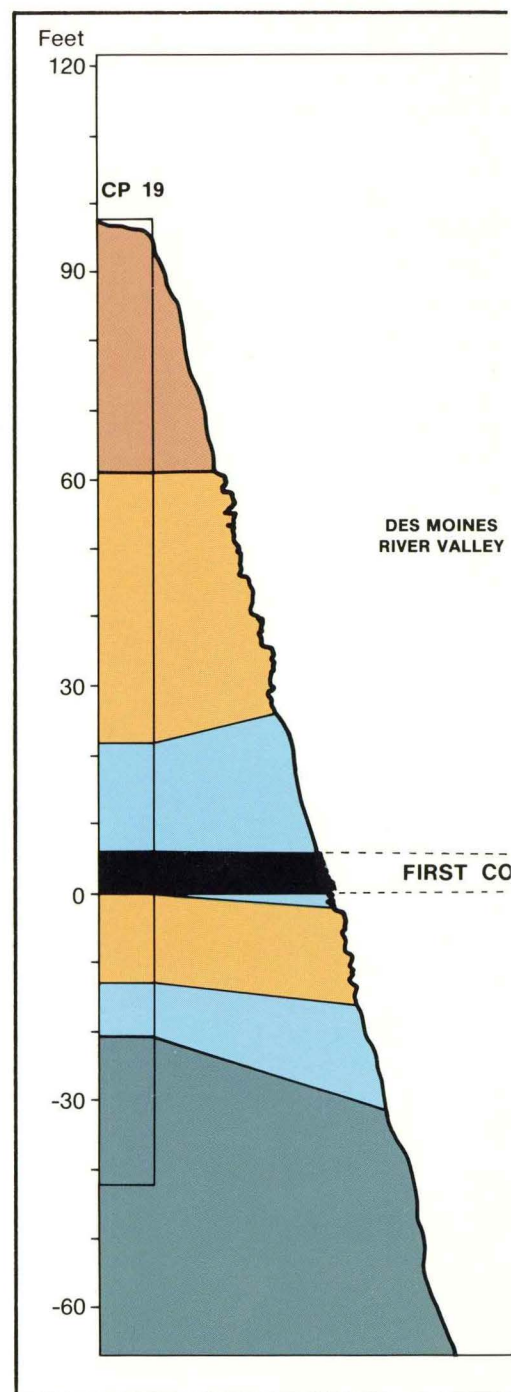 Feet
120
CP 19
90
60
DES MOINES
RIVER VALLEY
30
FIRST CO
0
-30
-60